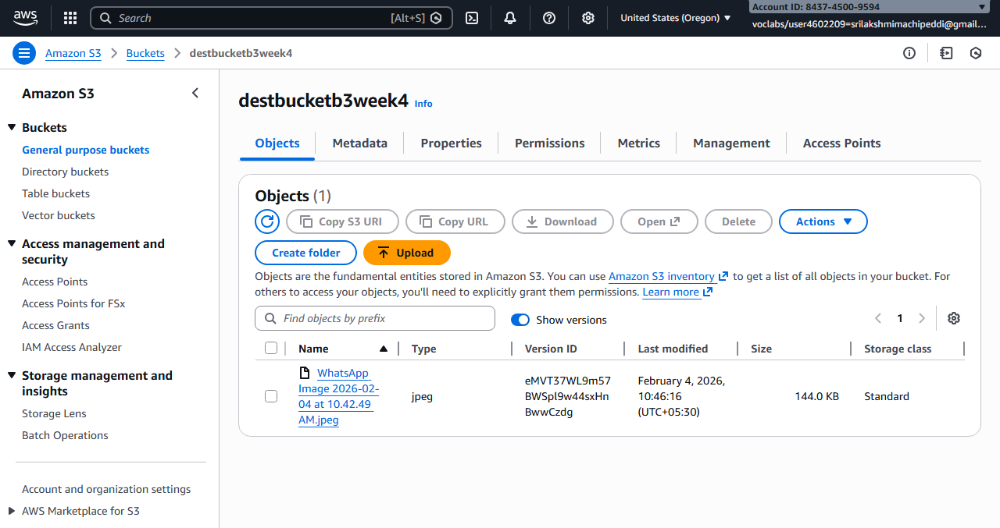 aws
Search [Alt+S]
United States (Oregon)
Account ID: 8437-4500-9594
voclabs/user4602209=srilakshmimachipeddi@gmail...
Amazon S3
Buckets
destbucketb3week4
Amazon S3
Buckets
General purpose buckets
Directory buckets
Table buckets
Vector buckets
Access management and
security
Access Points
Access Points for FSx
Access Grants
IAM Access Analyzer
Storage management and
insights
Storage Lens
Batch Operations
Account and organization settings
AWS Marketplace for S3
destbucketb3week4 Info
Objects Metadata Properties Permissions Metrics Management Access Points
Objects (1)
Copy S3 URI Copy URL Download Open Delete Actions
Create folder Upload
Objects are the fundamental entities stored in Amazon S3. You can use Amazon S3 inventory to get a list of all objects in your bucket. For
others to access your objects, you'll need to explicitly grant them permissions. Learn more
Find objects by prefix Show versions 1
Name Type Version ID Last modified Size Storage class
WhatsApp
Image 2026-02-
04 at 10.42.49
AM.jpeg
jpeg
eMVT37WL9m57
BWSpl9w44sxHn
BwwCzdg
February 4, 2026,
10:46:16
(UTC+05:30)
144.0 KB
Standard